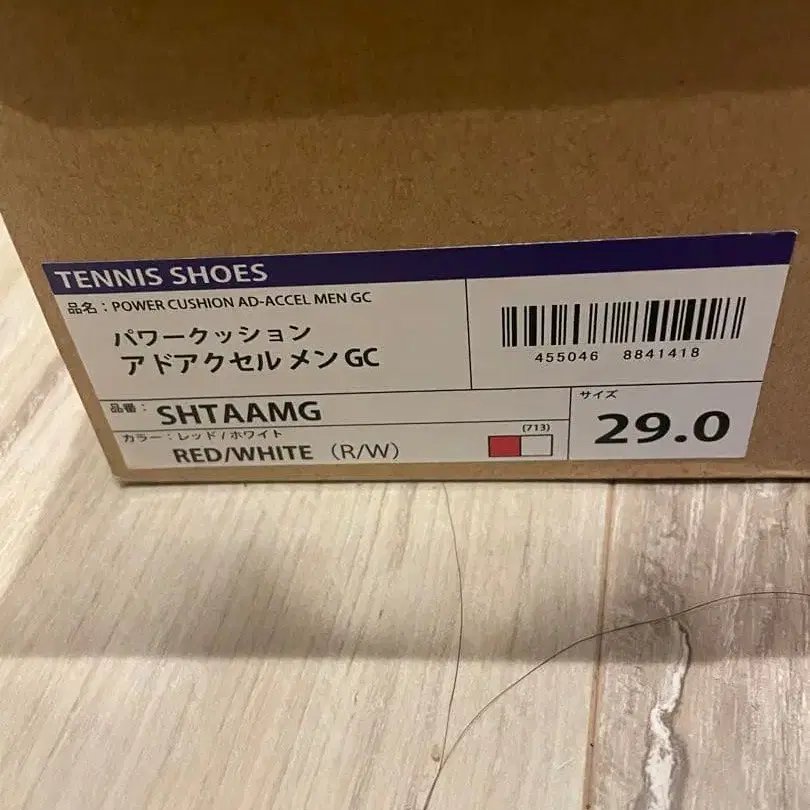 TENNIS SHOES
品名：POWER CUSHION AD-ACCEL MEN GC
パワークッション
アドアクセル メン GC
455046 8841418
品番：
SHTAAMG
サイズ
29.0
カラー：レッド/ホワイト
RED/WHITE (R/W)
(713)